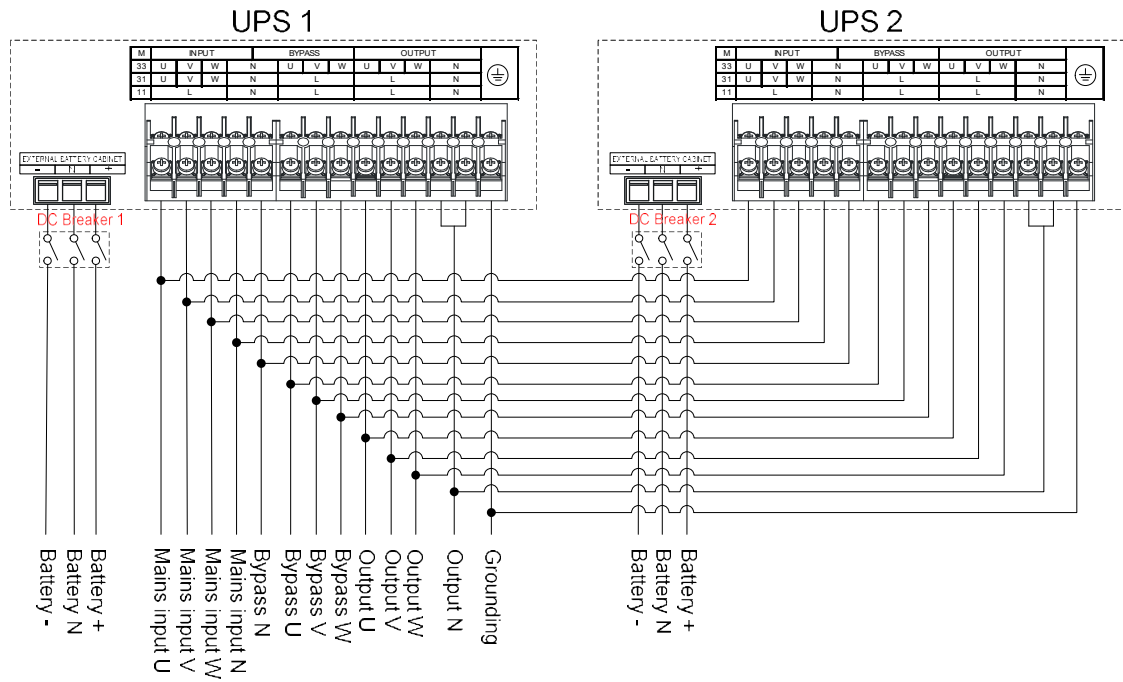 UPS 1
UPS 2
M INPUT BYPASS OUTPUT
33 U V W N U V W U V W N
31 U V W N L L N
11 L N L L N
M INPUT BYPASS OUTPUT
33 U V W N U V W U V W N
31 U V W N L L N
11 L N L L N
EXTERNAL BATTERY CABINET
- N +
EXTERNAL BATTERY CABINET
- N +
DC Breaker 1
DC Breaker 2
Battery -
Battery N
Battery +
Mains input U
Mains input V
Mains input W
Mains input N
Bypass N
Bypass U
Bypass V
Bypass W
Output U
Output V
Output W
Output N
Grounding
Battery -
Battery N
Battery +